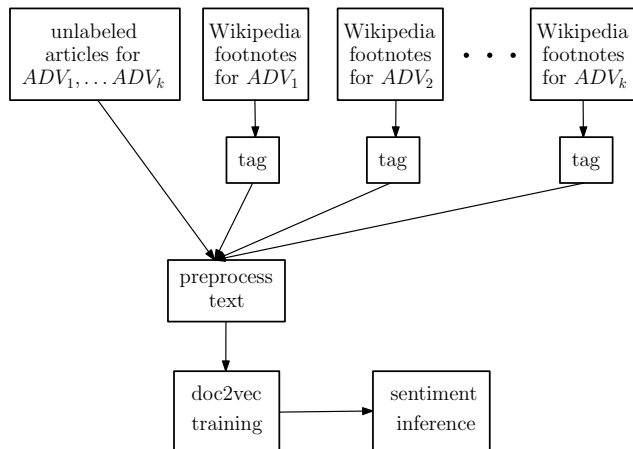 unlabeled
articles for
ADV₁, . . . ADVₖ
Wikipedia
footnotes
for ADV₁
Wikipedia
footnotes
for ADV₂
. . .
Wikipedia
footnotes
for ADVₖ
tag
tag
tag
preprocess
text
doc2vec
training
sentiment
inference